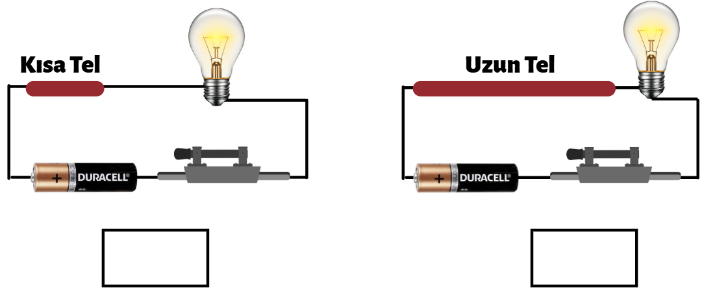 Kısa Tel
Uzun Tel
+ DURACELL
+ DURACELL